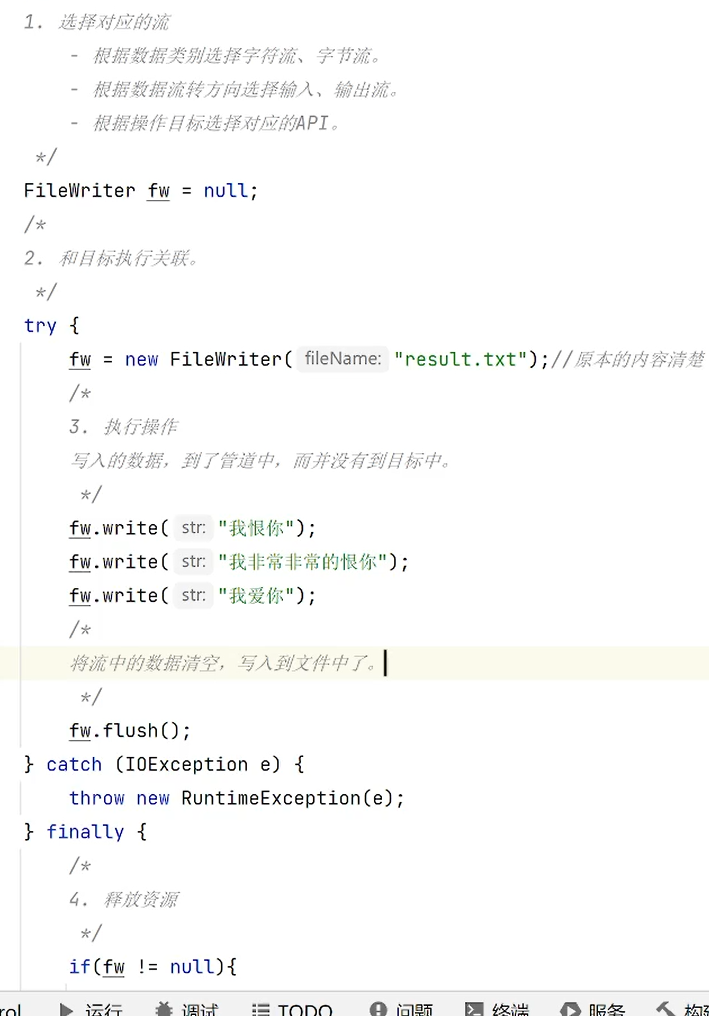 1. 选择对应的流
- 根据数据类别选择字符流、字节流。
- 根据数据流转方向选择输入、输出流。
- 根据操作目标选择对应的API。
*/
FileWriter fw = null;
/*
2. 和目标执行关联。
*/
try {
fw = new FileWriter( fileName: "result.txt");//原本的内容清楚
/*
3. 执行操作
写入的数据，到了管道中，而并没有到目标中。
*/
fw.write( str: "我恨你");
fw.write( str: "我非常非常的恨你");
fw.write( str: "我爱你");
/*
将流中的数据清空，写入到文件中了。
*/
fw.flush();
} catch (IOException e) {
throw new RuntimeException(e);
} finally {
/*
4. 释放资源
*/
if(fw != null){
rol 运行 调试 TODO 问题 终端 服务 构建